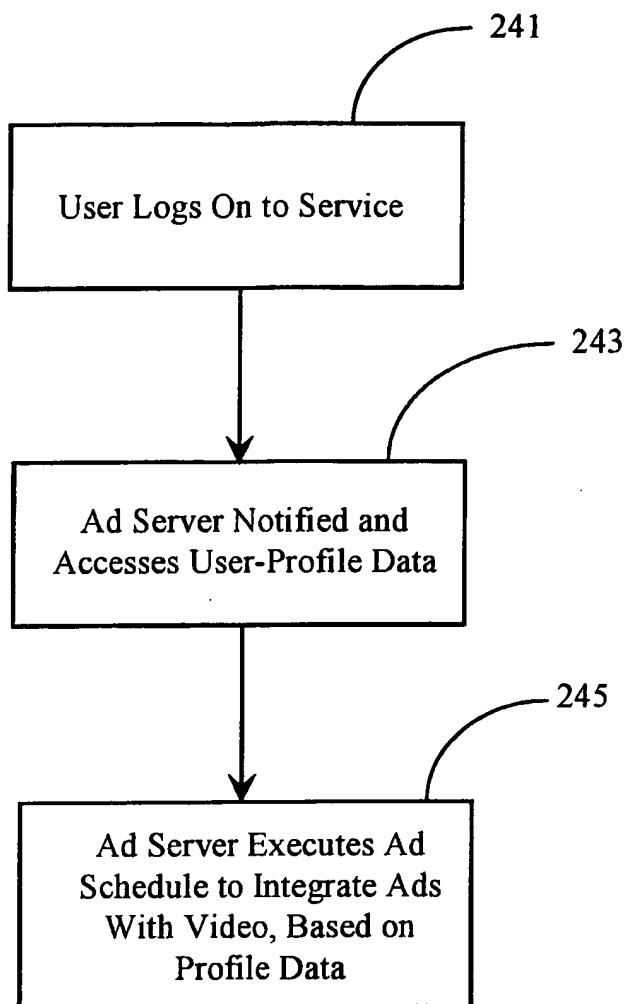 241
User Logs On to Service
243
Ad Server Notified and
Accesses User-Profile Data
245
Ad Server Executes Ad
Schedule to Integrate Ads
With Video, Based on
Profile Data